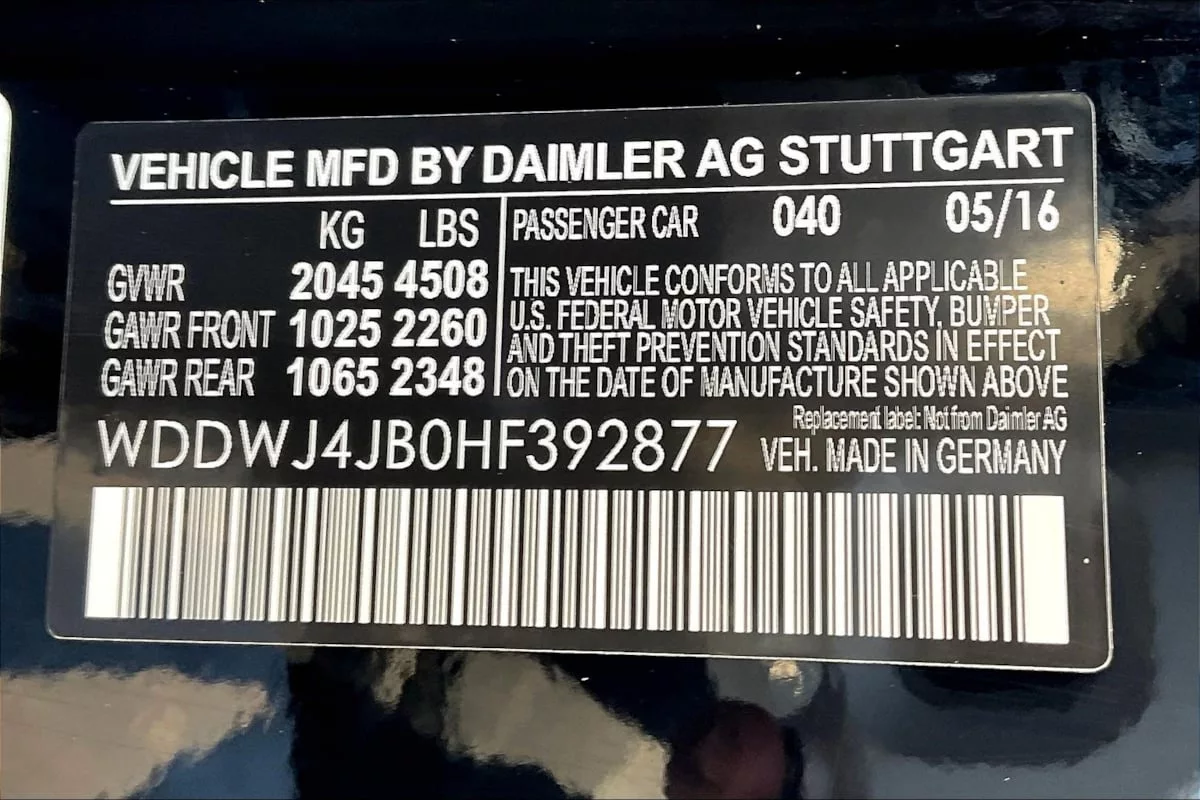 VEHICLE MFD BY DAIMLER AG STUTTGART
KG LBS
GVWR 2045 4508
GAWR FRONT 1025 2260
GAWR REAR 1065 2348
PASSENGER CAR 040 05/16
THIS VEHICLE CONFORMS TO ALL APPLICABLE
U.S. FEDERAL MOTOR VEHICLE SAFETY, BUMPER
AND THEFT PREVENTION STANDARDS IN EFFECT
ON THE DATE OF MANUFACTURE SHOWN ABOVE
Replacement label: Not from Daimler AG
WDDWJ4JB0HF392877 VEH. MADE IN GERMANY